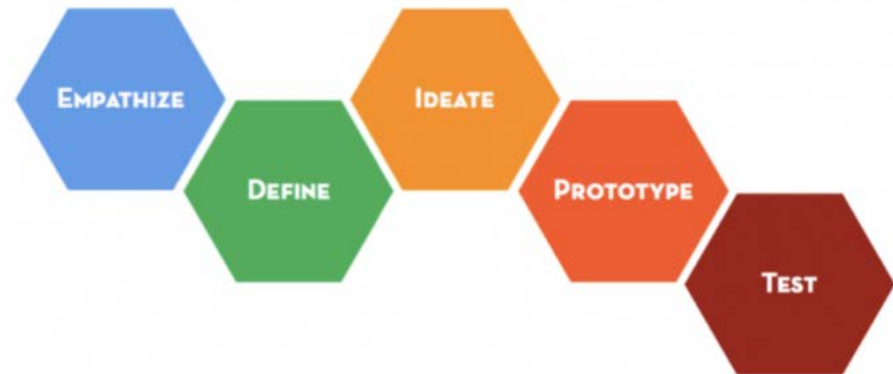 EMPATHIZE
DEFINE
IDEATE
PROTOTYPE
TEST